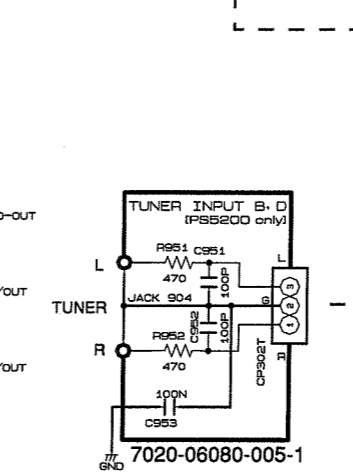 TUNER INPUT B, D
[PS5200 only]
O-OUT
R951
C951
L
L
470
100P
3
/OUT
JACK 904
G
2
TUNER
C952
100P
1
R952
R
R
470
CP302T
/OUT
100N
C953
GND
7020-06080-005-1